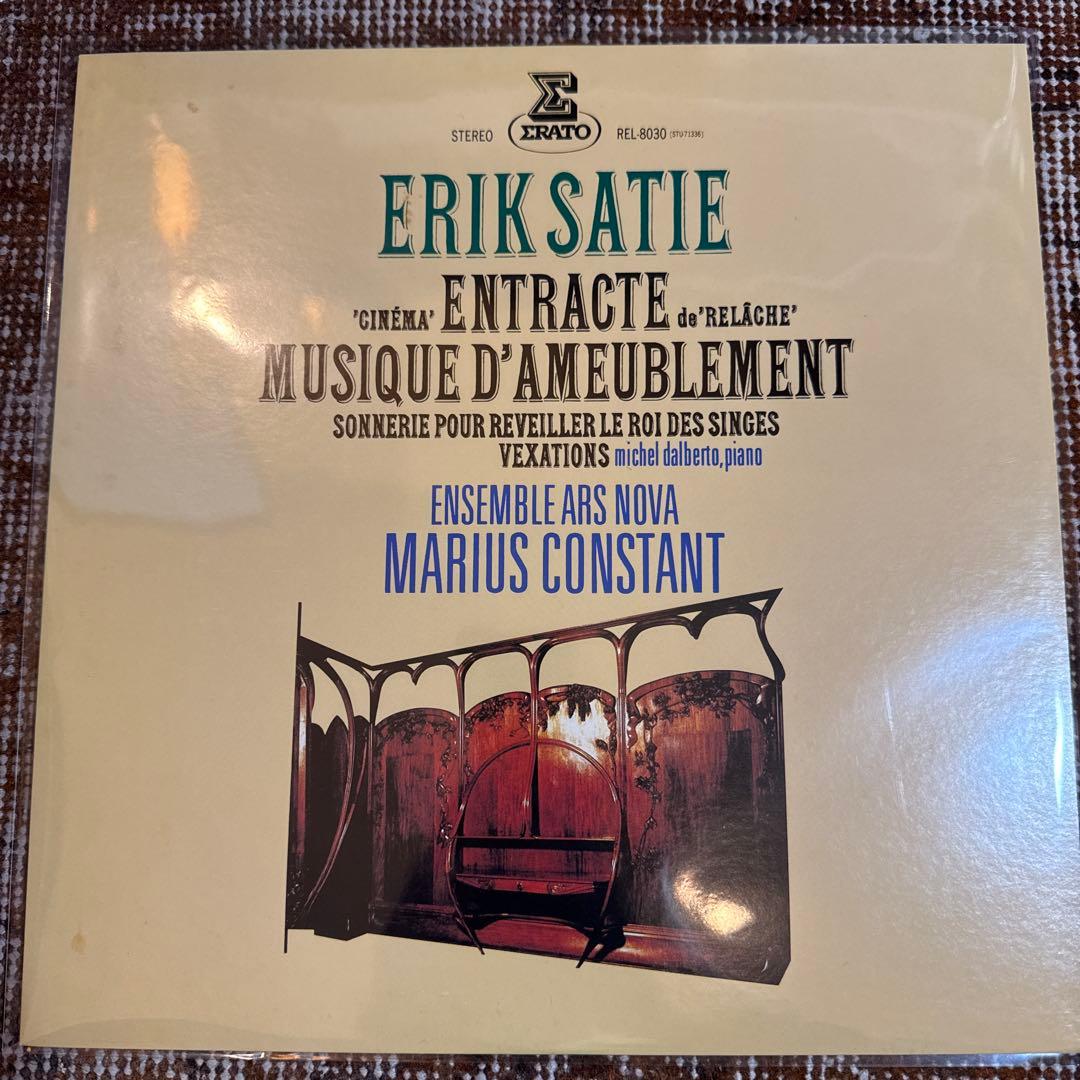 STEREO ERATO REL-8030 (STU-71336)
ERIK SATIE
'CINÉMA' ENTRACTE de 'RELÂCHE'
MUSIQUE D'AMEUBLEMENT
SONNERIE POUR REVEILLER LE ROI DES SINGES
VEXATIONS michel dalberto, piano
ENSEMBLE ARS NOVA
MARIUS CONSTANT